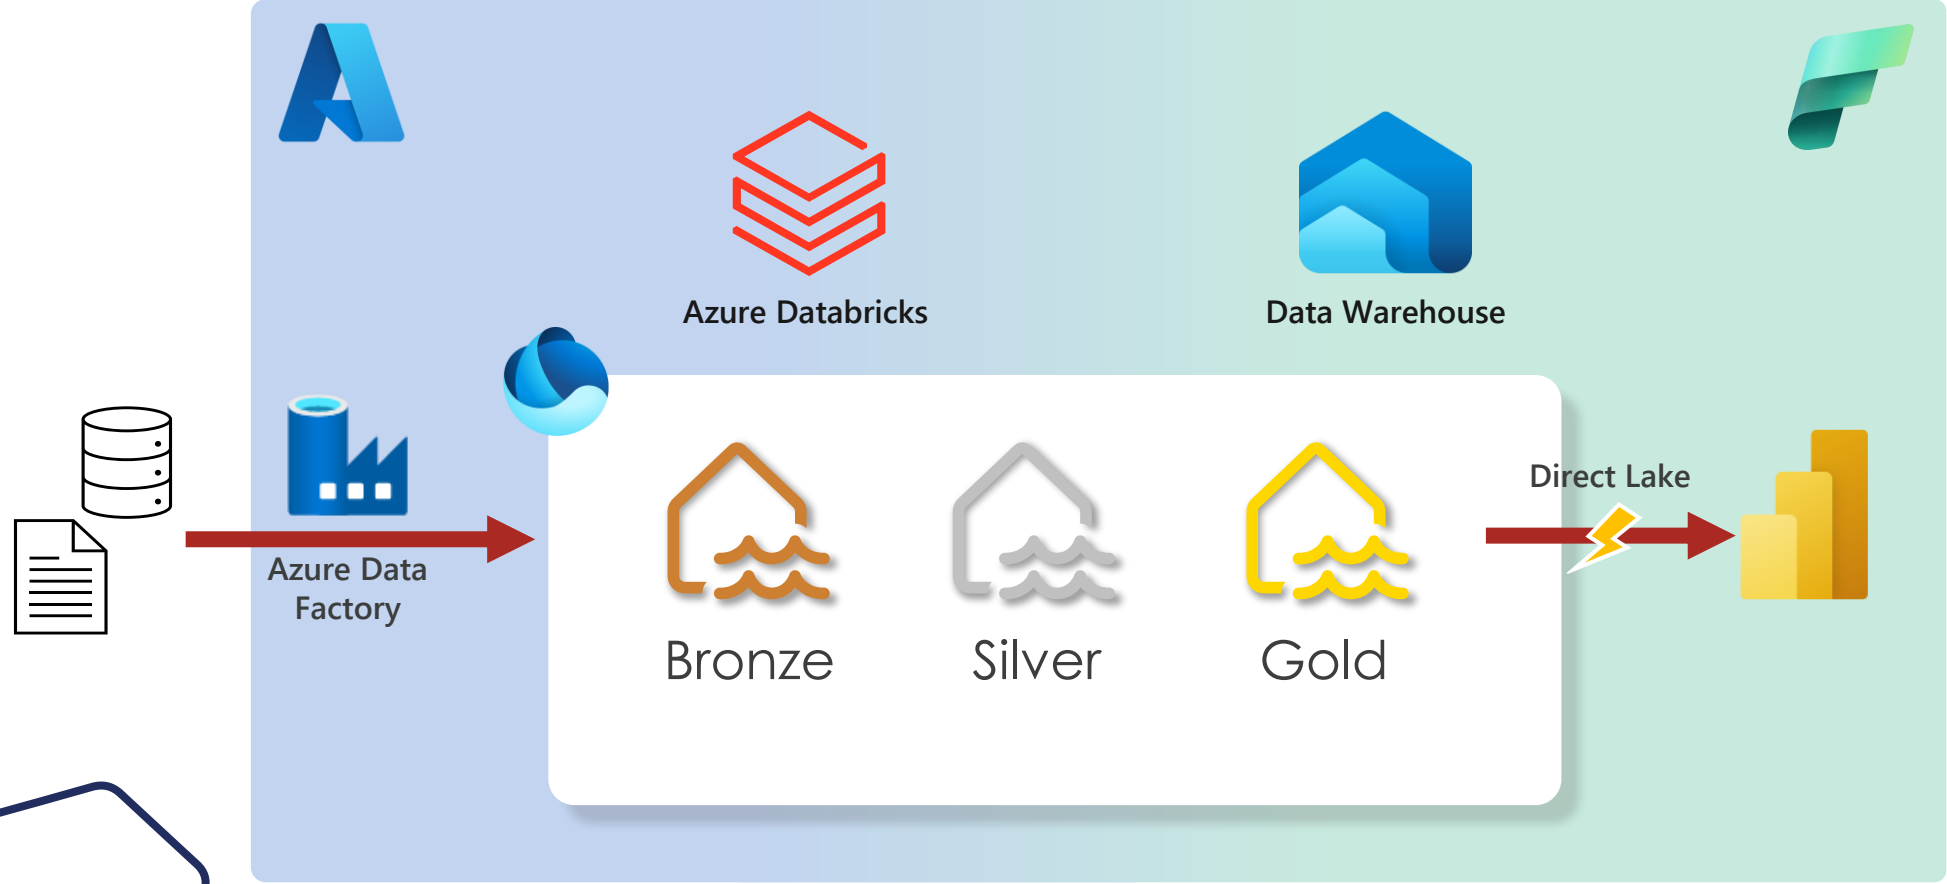 Azure Databricks
Data Warehouse
Direct Lake
Azure Data
Factory
Bronze
Silver
Gold